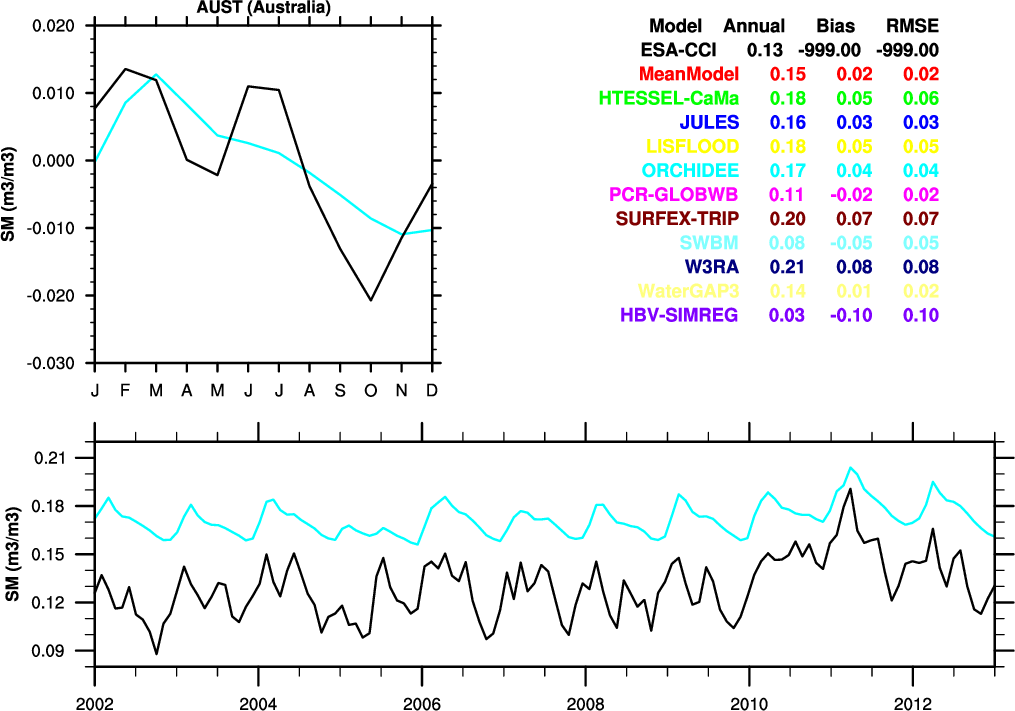 AUST (Australia)
0.020
0.010
0.000
-0.010
-0.020
-0.030
SM (m3/m3)
J F M A M J J A S O N D
Model Annual Bias RMSE
ESA-CCI 0.13 -999.00 -999.00
MeanModel 0.15 0.02 0.02
HTESSEL-CaMa 0.18 0.05 0.06
JULES 0.16 0.03 0.03
LISFLOOD 0.18 0.05 0.05
ORCHIDEE 0.17 0.04 0.04
PCR-GLOBWB 0.11 -0.02 0.02
SURFEX-TRIP 0.20 0.07 0.07
SWBM 0.08 -0.05 0.05
W3RA 0.21 0.08 0.08
WaterGAP3 0.14 0.01 0.02
HBV-SIMREG 0.03 -0.10 0.10
0.21
0.18
0.15
0.12
0.09
SM (m3/m3)
2002 2004 2006 2008 2010 2012